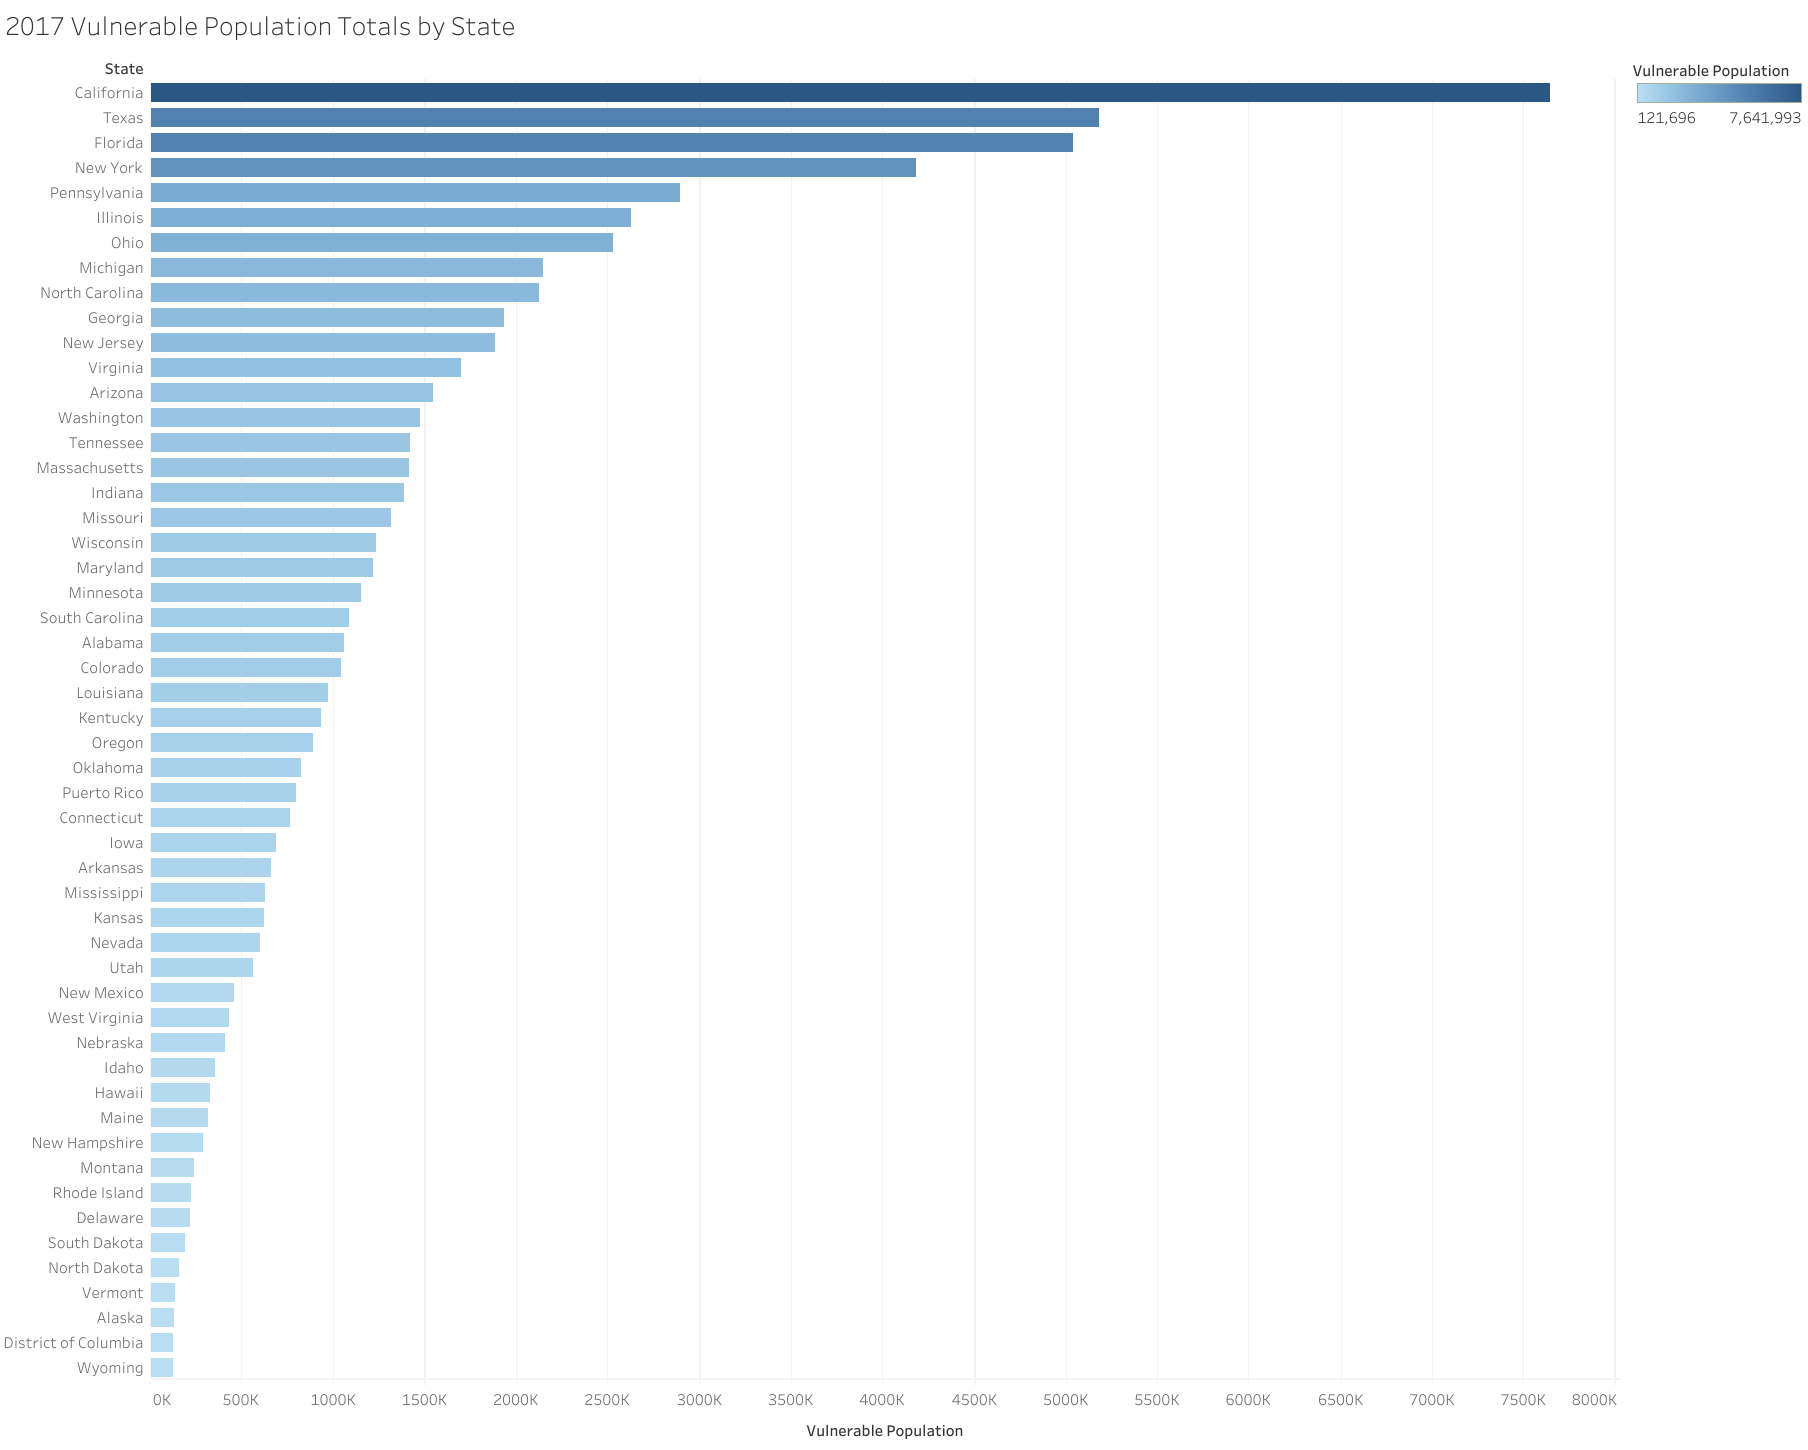 2017 Vulnerable Population Totals by State
State
California
Texas
Florida
New York
Pennsylvania
Illinois
Ohio
Michigan
North Carolina
Georgia
New Jersey
Virginia
Arizona
Washington
Tennessee
Massachusetts
Indiana
Missouri
Wisconsin
Maryland
Minnesota
South Carolina
Alabama
Colorado
Louisiana
Kentucky
Oregon
Oklahoma
Puerto Rico
Connecticut
Iowa
Arkansas
Mississippi
Kansas
Nevada
Utah
New Mexico
West Virginia
Nebraska
Idaho
Hawaii
Maine
New Hampshire
Montana
Rhode Island
Delaware
South Dakota
North Dakota
Vermont
Alaska
District of Columbia
Wyoming
0K 500K 1000K 1500K 2000K 2500K 3000K 3500K 4000K 4500K 5000K 5500K 6000K 6500K 7000K 7500K 8000K
Vulnerable Population
Vulnerable Population
121,696 7,641,993